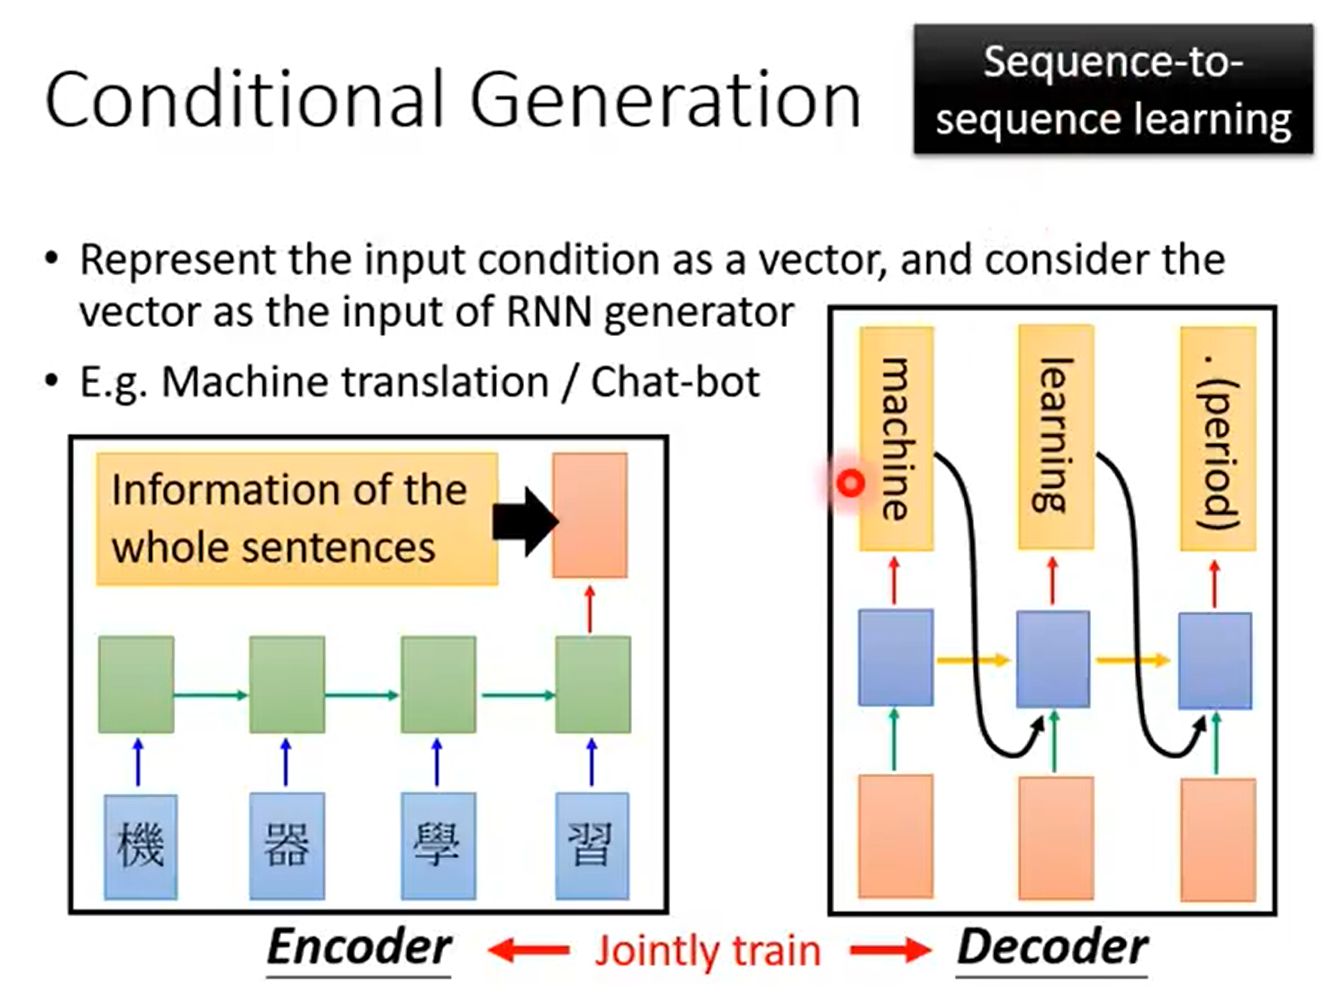 Conditional Generation
Sequence-to-
sequence learning
• Represent the input condition as a vector, and consider the
vector as the input of RNN generator
• E.g. Machine translation / Chat-bot
Information of the
whole sentences
機 器 學 習
machine
learning
. (period)
Encoder
Jointly train
Decoder